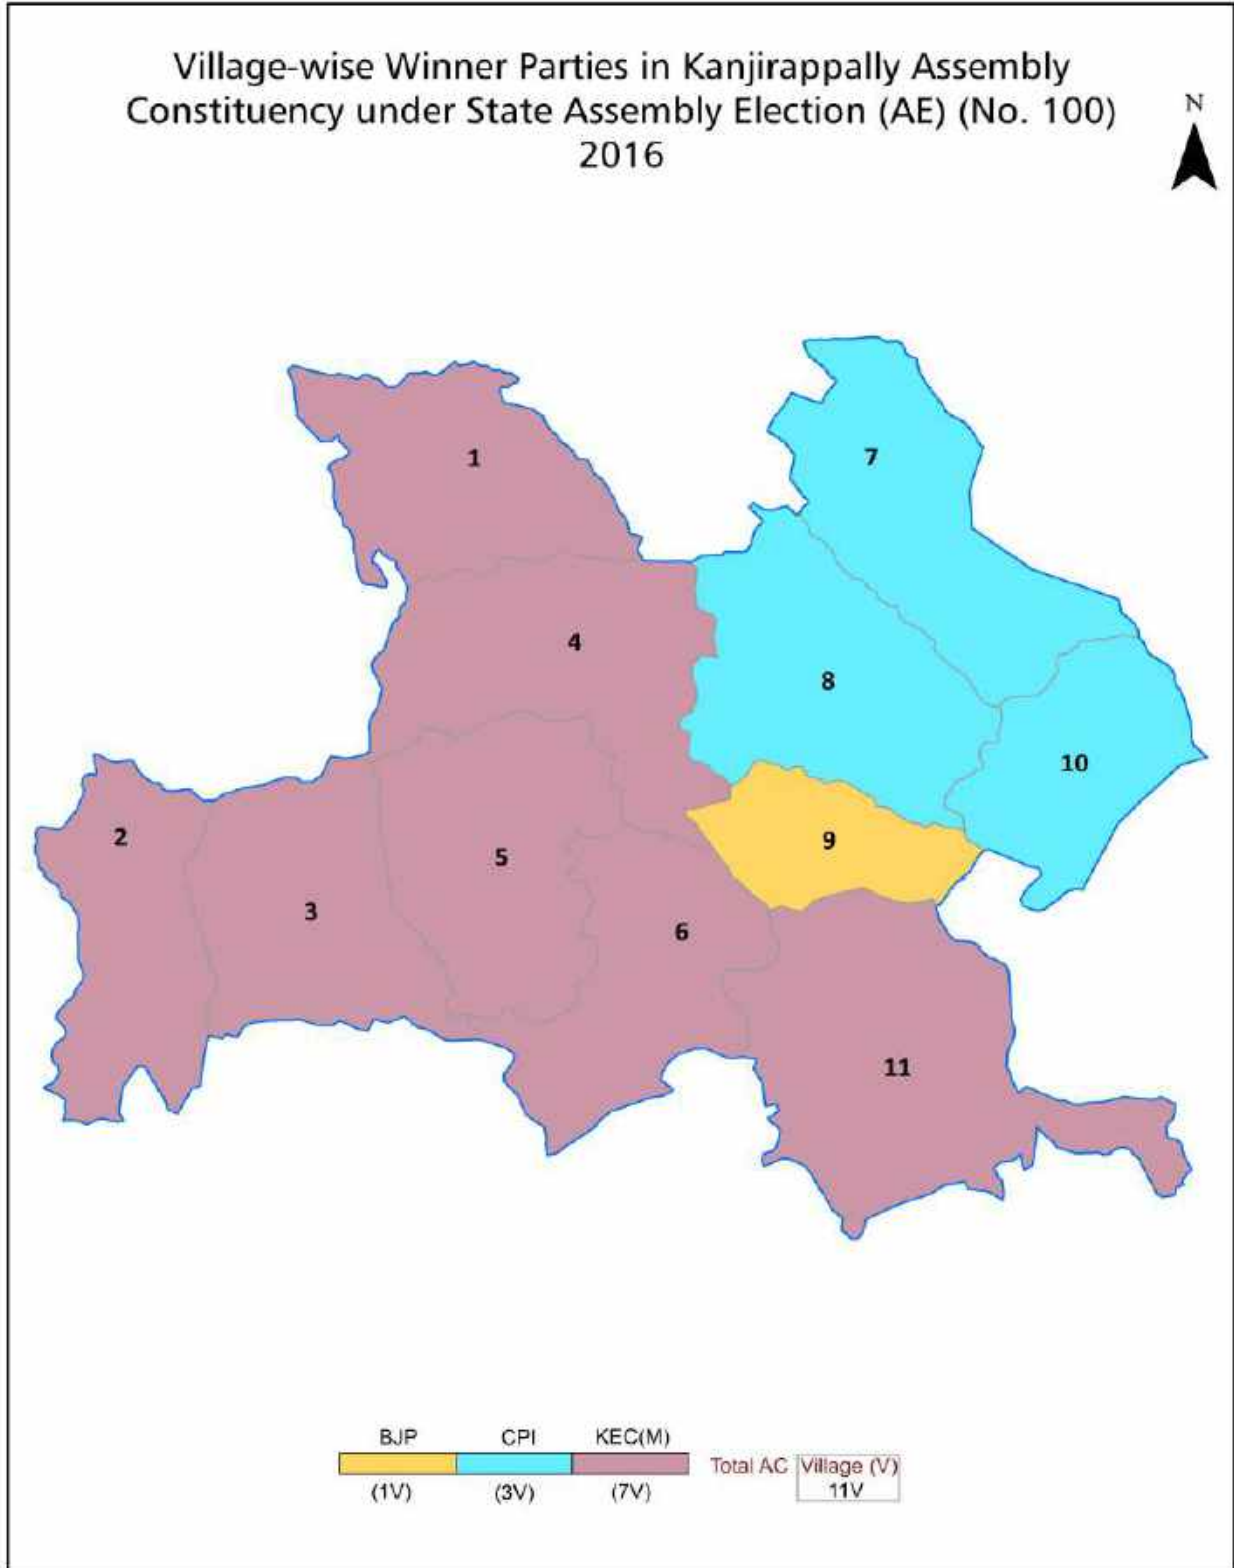 Village-wise Winner Parties in Kanjirappally Assembly
Constituency under State Assembly Election (AE) (No. 100)
2016
N
1
7
4
8
10
2
9
5
3
6
11
BJP CPI KEC(M)
Total AC Village (V)
(1V) (3V) (7V) 11V